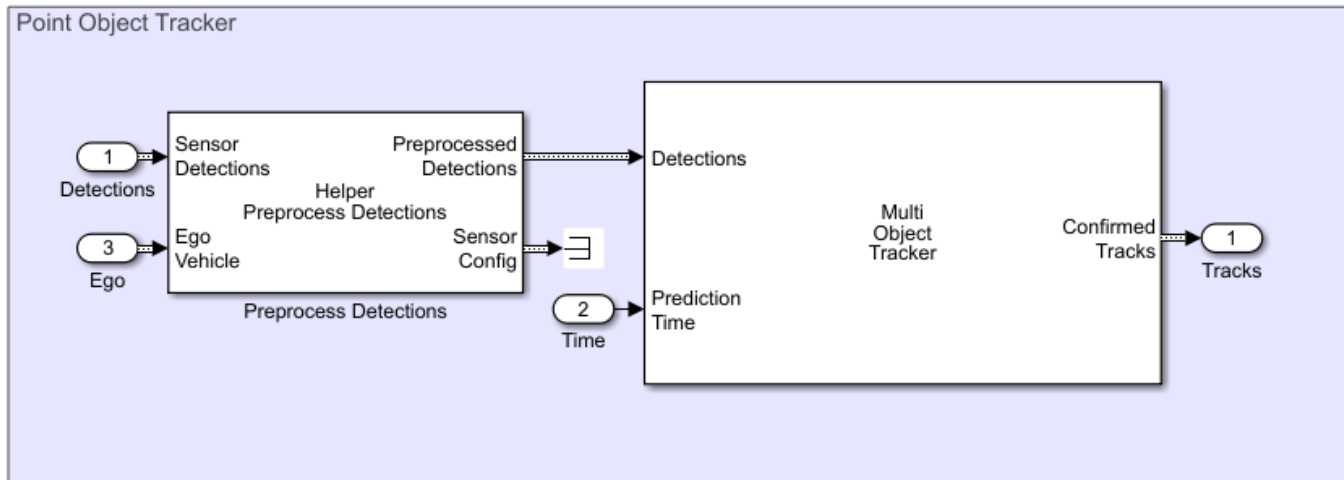 Point Object Tracker
1
Detections
3
Ego
Sensor
Detections
Ego
Vehicle
Helper
Preprocess Detections
Preprocessed
Detections
Sensor
Config
Preprocess Detections
2
Time
Detections
Prediction
Time
Multi
Object
Tracker
Confirmed
Tracks
1
Tracks